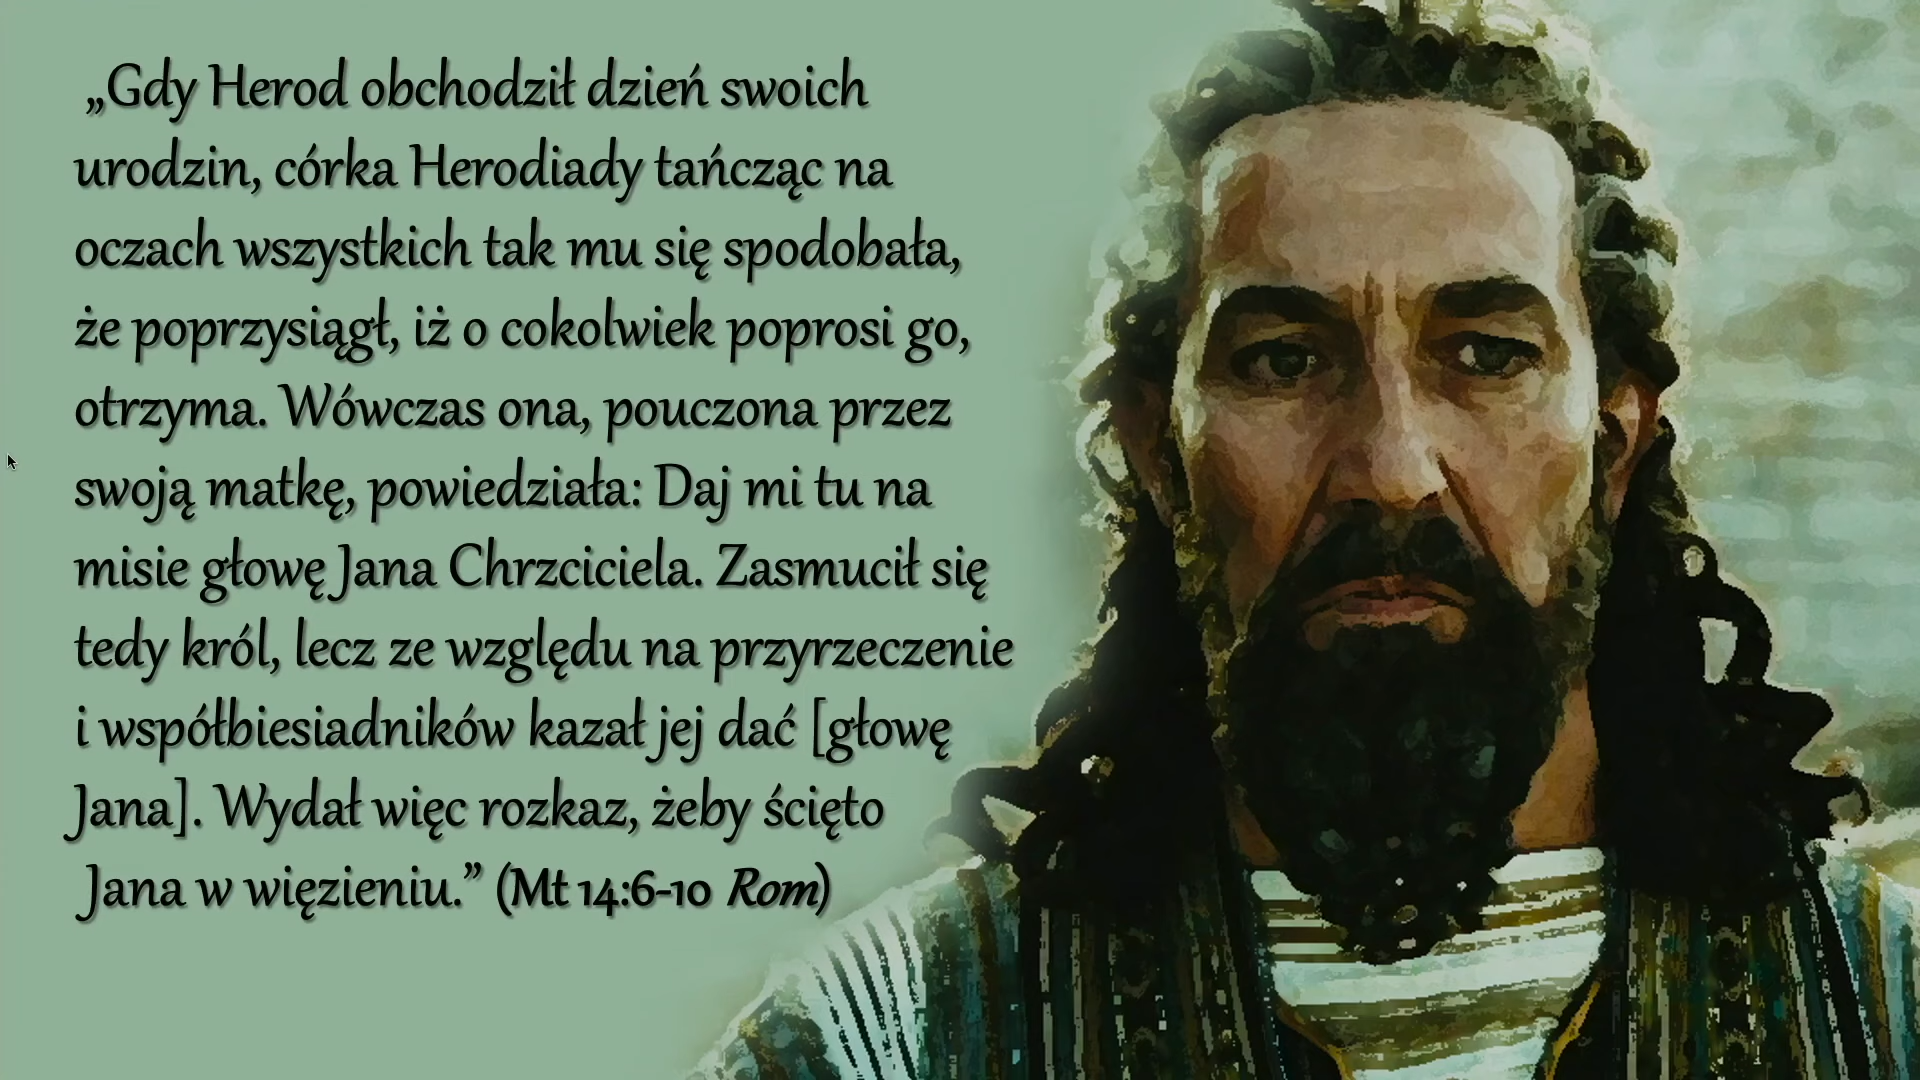 „Gdy Herod obchodził dzień swoich
urodzin, córka Herodiady tańcząc na
oczach wszystkich tak mu się spodobała,
że poprzysiągł, iż o cokolwiek poprosi go,
otrzyma. Wówczas ona, pouczona przez
swoją matkę, powiedziała: Daj mi tu na
misie głowę Jana Chrzciciela. Zasmucił się
tedy król, lecz ze względu na przyrzeczenie
i współbiesiadników kazał jej dać [głowę
Jana]. Wydał więc rozkaz, żeby ścięto
Jana w więzieniu.” (Mt 14:6-10 Rom)